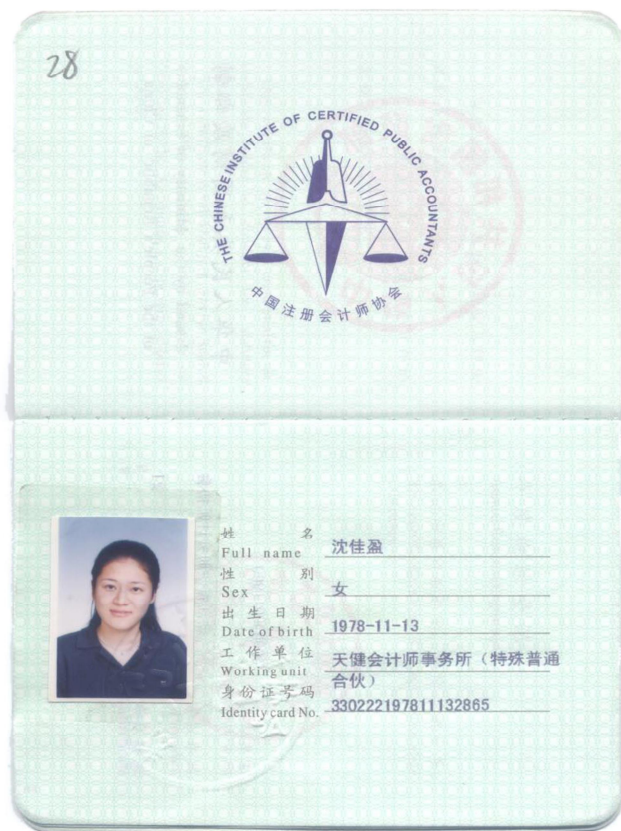 28
THE CHINESE INSTITUTE OF CERTIFIED PUBLIC ACCOUNTANTS
中国注册会计师协会
姓 名
Full name 沈佳盈
性 别
Sex 女
出生日期
Date of birth 1978-11-13
工作单位
Working unit 天健会计师事务所（特殊普通
合伙）
身份证号码
Identity card No. 330222197811132865